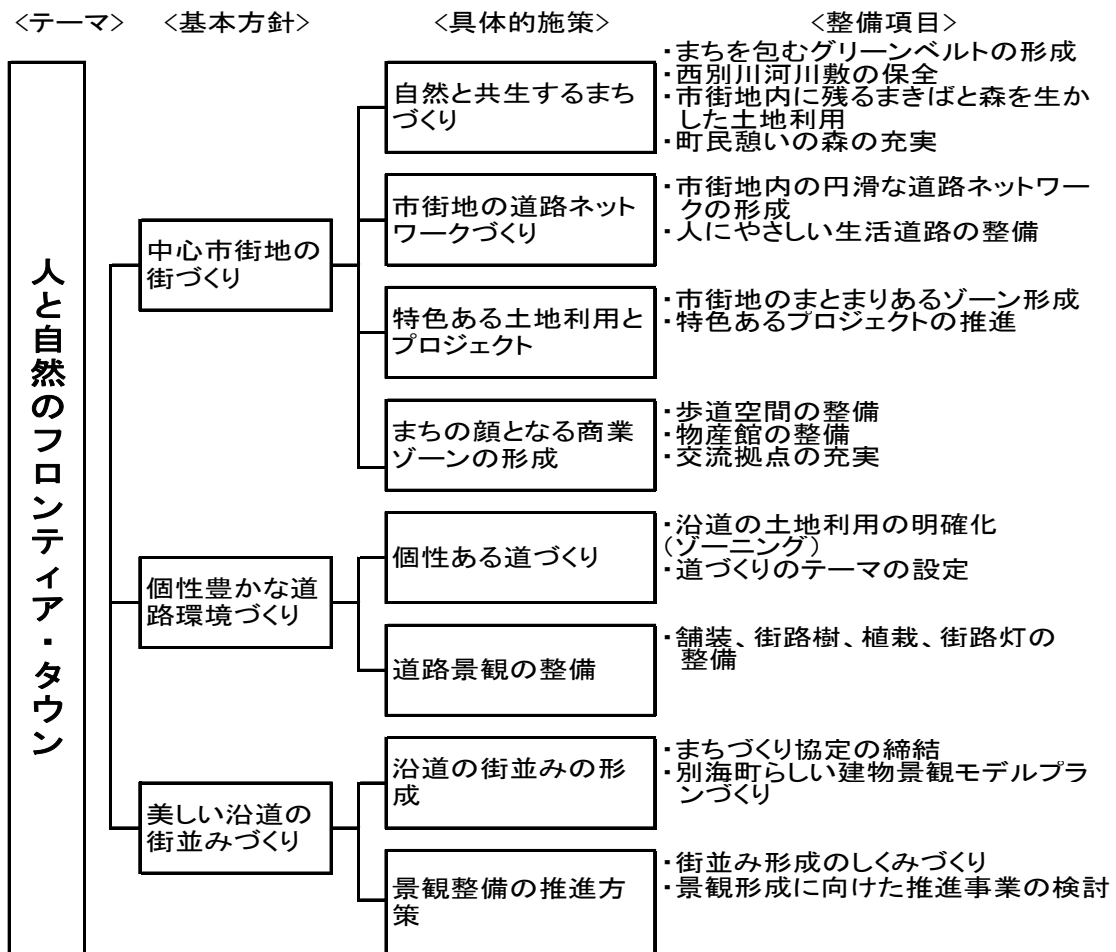 <テーマ> <基本方針> <具体的施策> <整備項目>
人と自然のフロンティア・タウン
中心市街地の
街づくり
自然と共生するまち
づくり
・まちを包むグリーンベルトの形成
・西別川河川敷の保全
・市街地内に残るまきばと森を生か
した土地利用
・町民憩いの森の充実
市街地の道路ネット
ワークづくり
・市街地内の円滑な道路ネットワー
クの形成
・人にやさしい生活道路の整備
特色ある土地利用と
プロジェクト
・市街地のまとまりあるゾーン形成
・特色あるプロジェクトの推進
まちの顔となる商業
ゾーンの形成
・歩道空間の整備
・物産館の整備
・交流拠点の充実
個性豊かな道
路環境づくり
個性ある道づくり
・沿道の土地利用の明確化
(ゾーニング)
・道づくりのテーマの設定
道路景観の整備
・舗装、街路樹、植栽、街路灯の
整備
美しい沿道の
街並みづくり
沿道の街並みの形
成
・まちづくり協定の締結
・別海町らしい建物景観モデルプラ
ンづくり
景観整備の推進方
策
・街並み形成のしくみづくり
・景観形成に向けた推進事業の検討